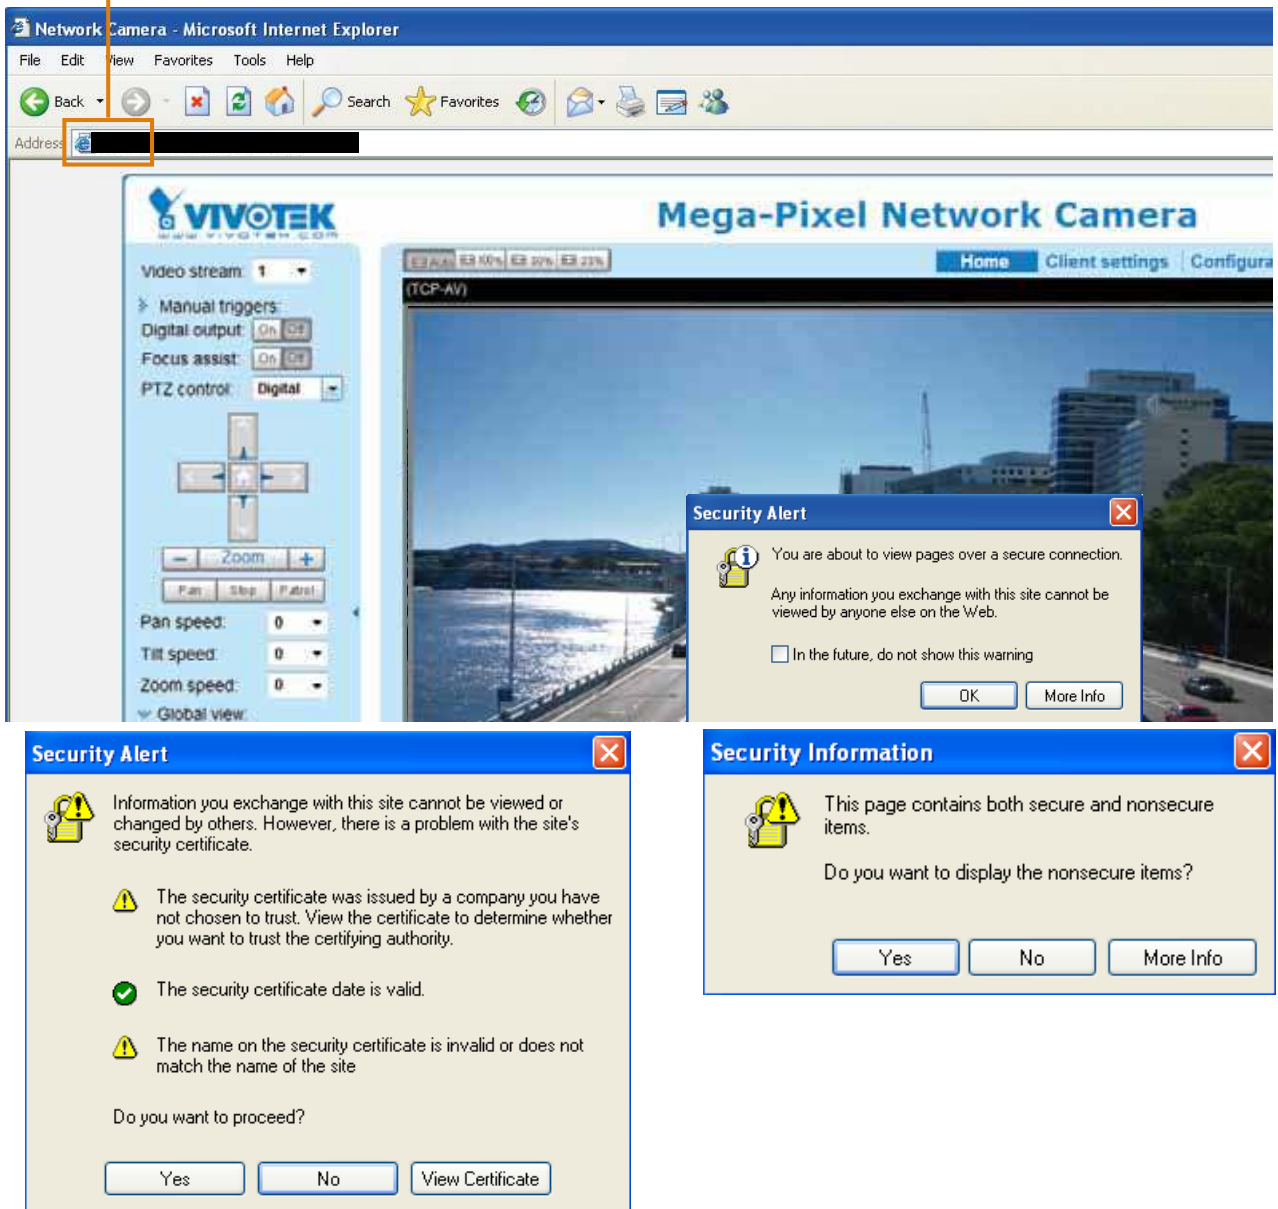 Network Camera - Microsoft Internet Explorer
File Edit View Favorites Tools Help
Back Search Favorites
Address
VIVOTEK
www.vivotek.com
Mega-Pixel Network Camera
Video stream: 1
Auto 100% 50% 25%
Home Client settings Configura
(TCP-AV)
Manual triggers:
Digital output: On Off
Focus assist: On Off
PTZ control: Digital
− Zoom +
Pan Stop Patrol
Pan speed: 0
Tilt speed: 0
Zoom speed: 0
Global view:
Security Alert
You are about to view pages over a secure connection.
Any information you exchange with this site cannot be
viewed by anyone else on the Web.
In the future, do not show this warning
OK More Info
Security Alert
Information you exchange with this site cannot be viewed or
changed by others. However, there is a problem with the site's
security certificate.
The security certificate was issued by a company you have
not chosen to trust. View the certificate to determine whether
you want to trust the certifying authority.
The security certificate date is valid.
The name on the security certificate is invalid or does not
match the name of the site
Do you want to proceed?
Yes No View Certificate
Security Information
This page contains both secure and nonsecure
items.
Do you want to display the nonsecure items?
Yes No More Info